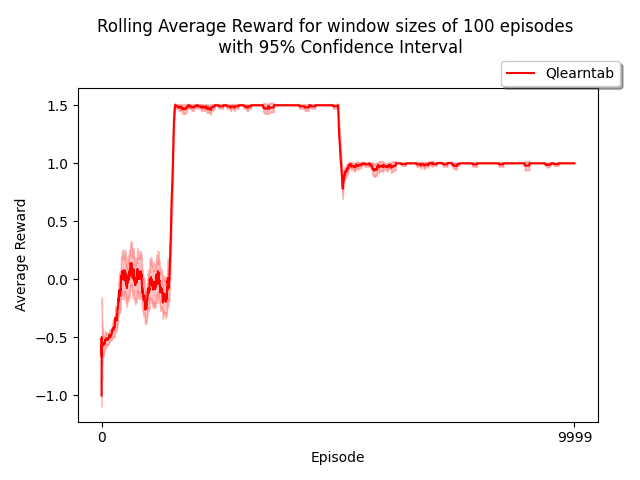 Rolling Average Reward for window sizes of 100 episodes
with 95% Confidence Interval
Qlearntab
1.5
1.0
0.5
0.0
−0.5
−1.0
Average Reward
0
9999
Episode